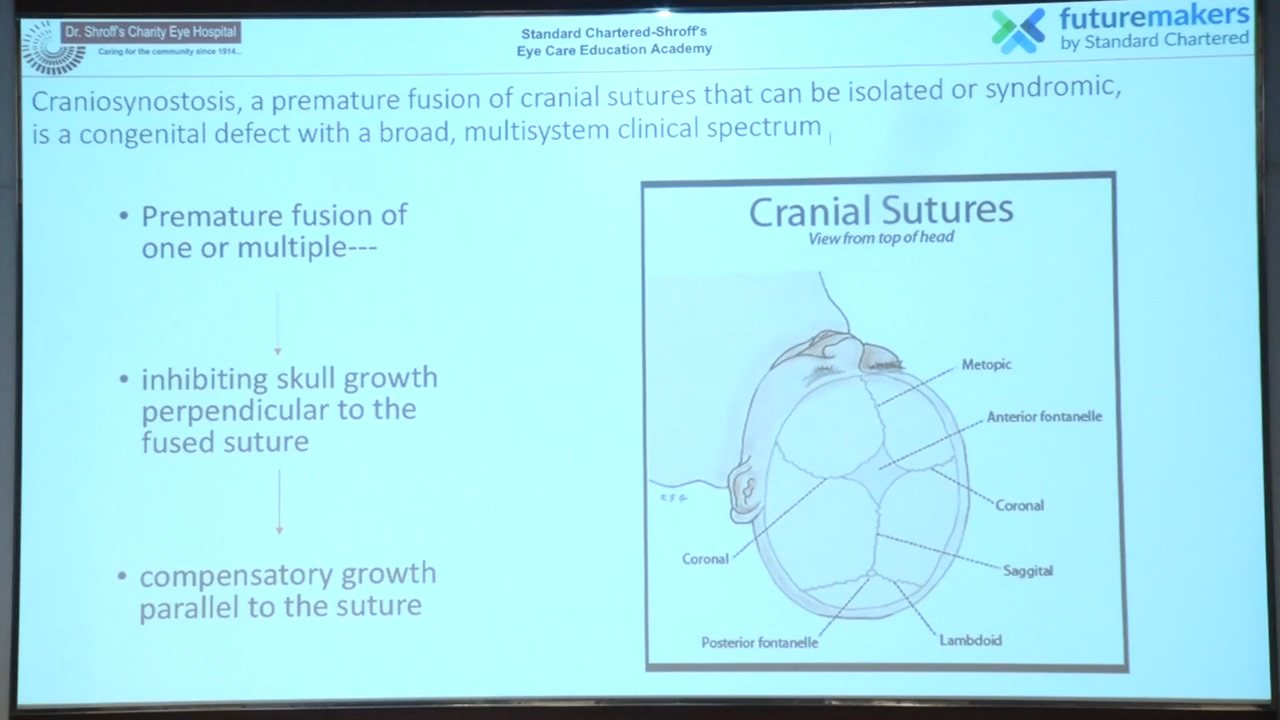 Dr. Shroff's Charity Eye Hospital
Caring for the community since 1914...
Standard Chartered-Shroff's
Eye Care Education Academy
futuremakers
by Standard Chartered
Craniosynostosis, a premature fusion of cranial sutures that can be isolated or syndromic,
is a congenital defect with a broad, multisystem clinical spectrum
• Premature fusion of
one or multiple---
• inhibiting skull growth
perpendicular to the
fused suture
• compensatory growth
parallel to the suture
Cranial Sutures
View from top of head
Metopic
Anterior fontanelle
Coronal
Coronal
Saggital
Posterior fontanelle
Lambdoid